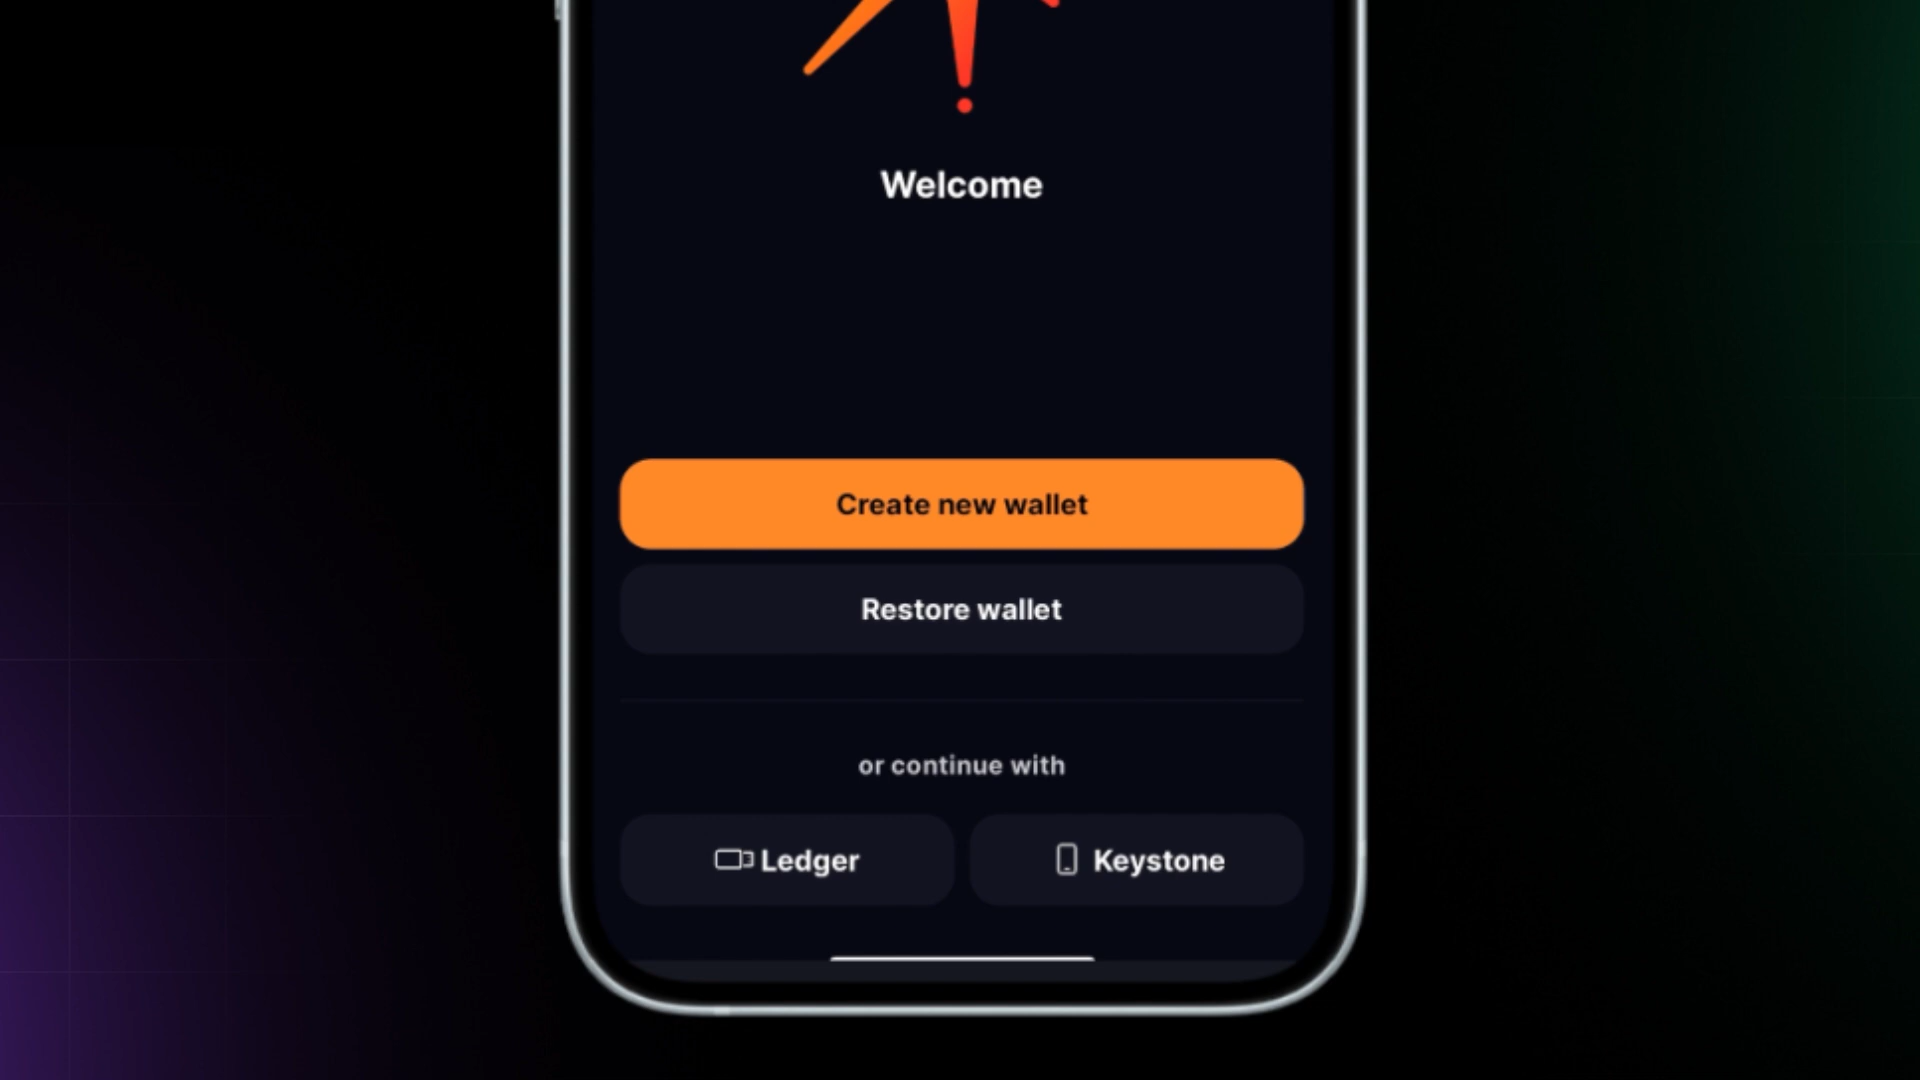 Welcome
Create new wallet
Restore wallet
or continue with
Ledger
Keystone